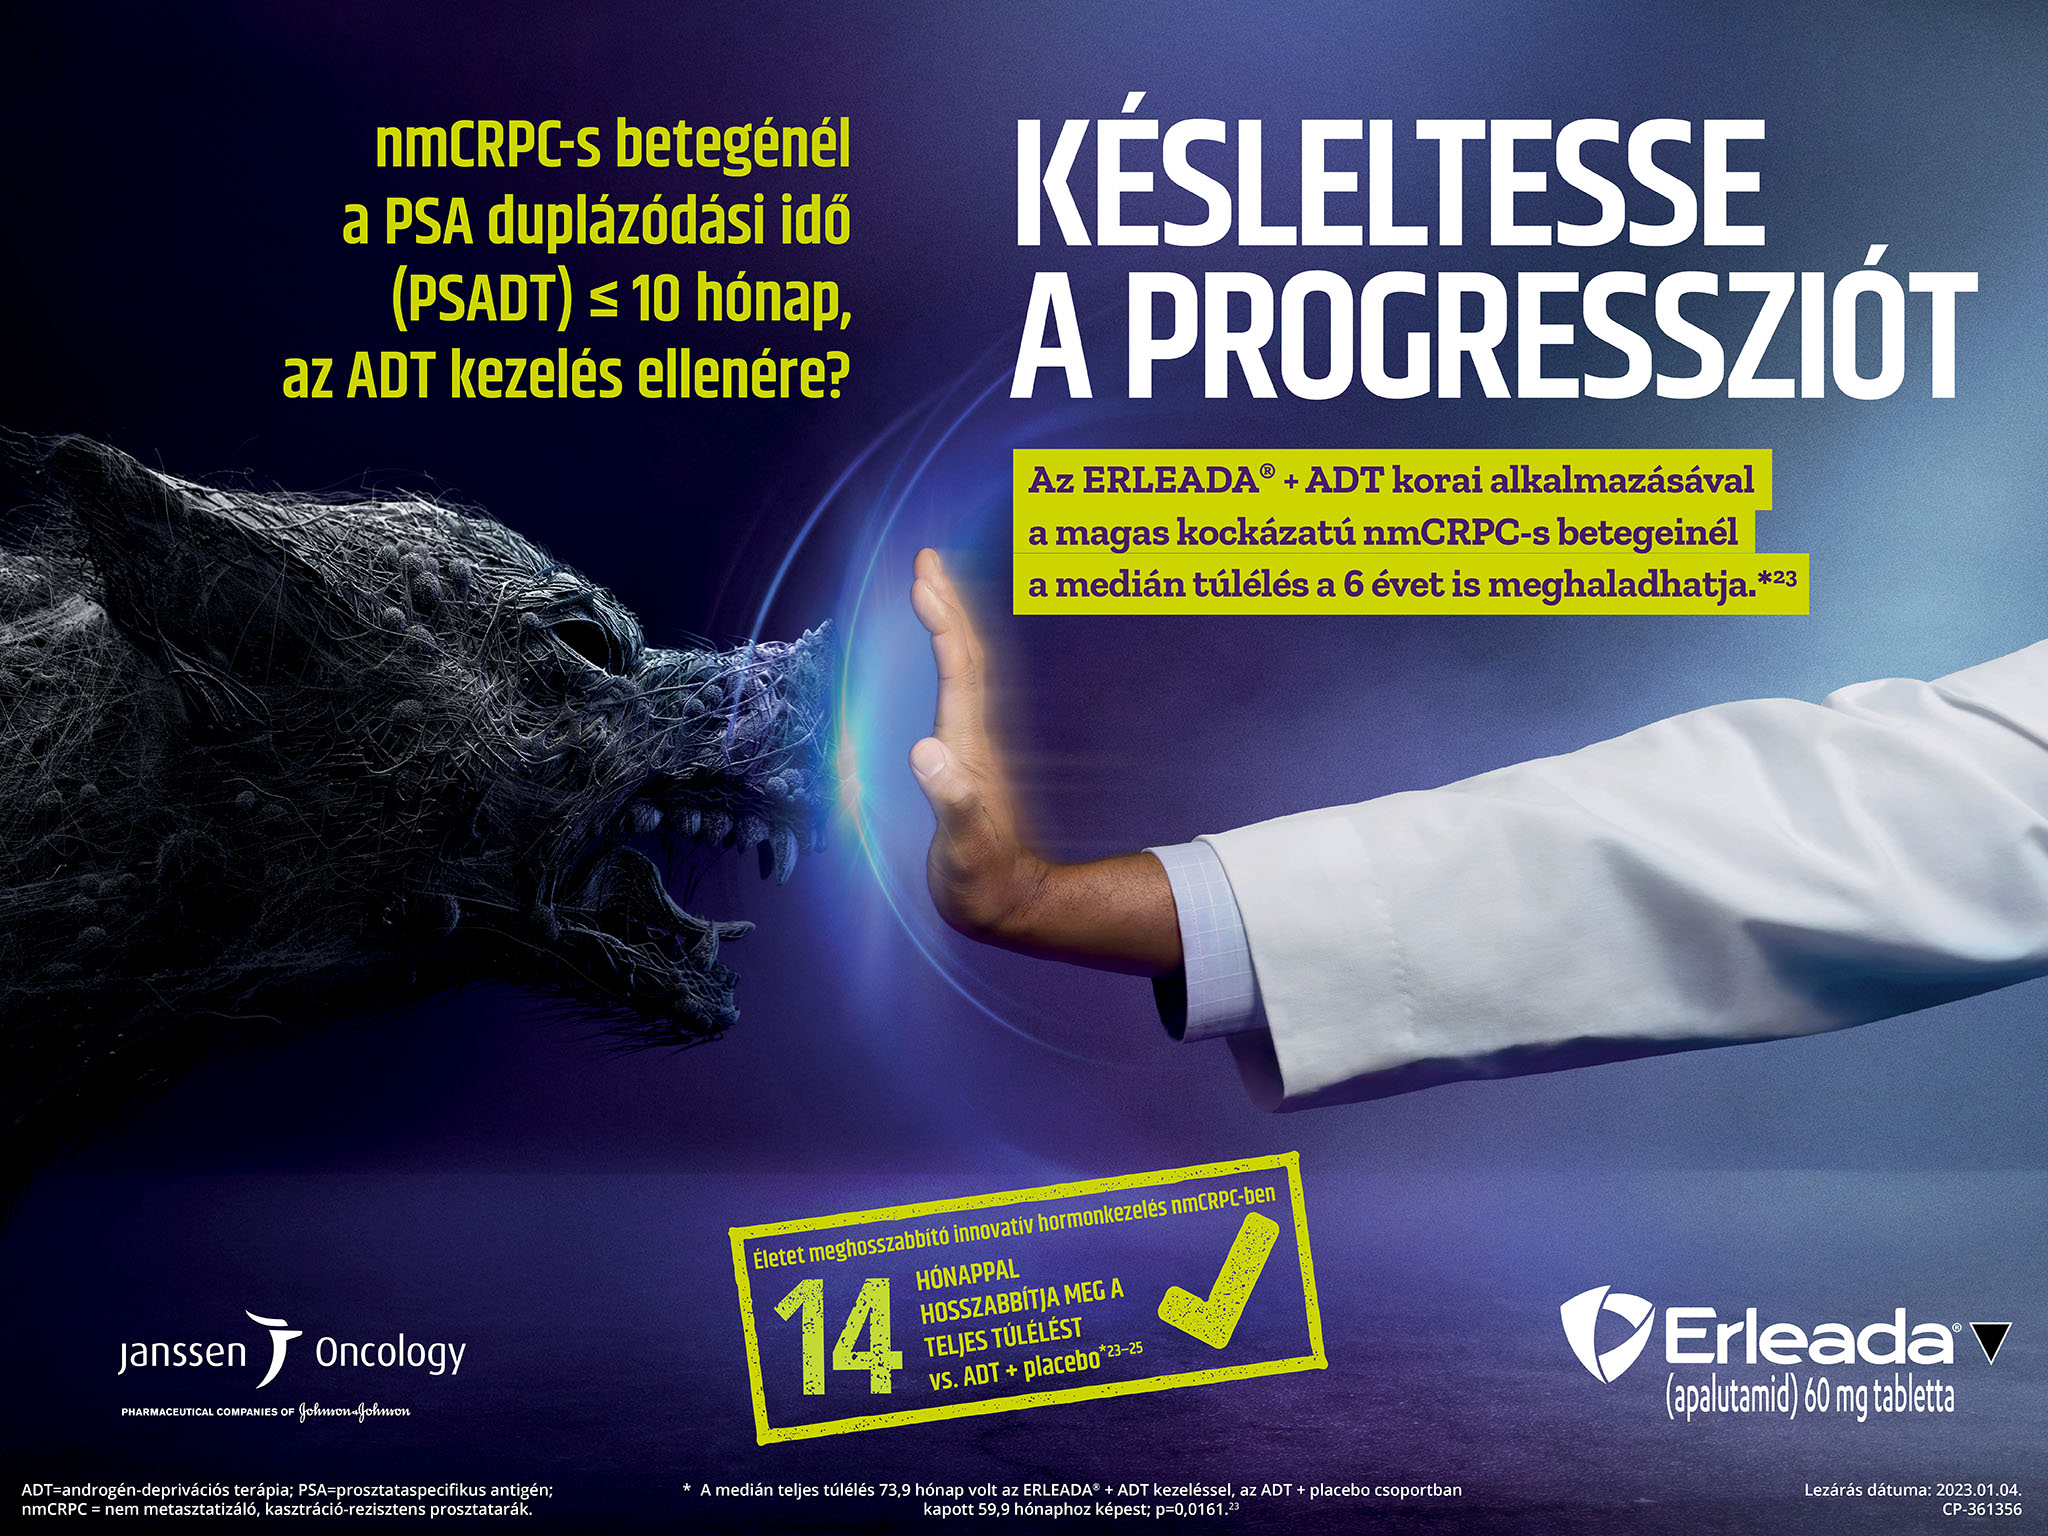 nmCRPC-s betegénél
a PSA duplázódási idő
(PSADT) ≤ 10 hónap,
az ADT kezelés ellenére?
KÉSLELTESSE
A PROGRESSZIÓT
Az ERLEADA® + ADT korai alkalmazásával
a magas kockázatú nmCRPC-s betegeinél
a medián túlélés a 6 évet is meghaladhatja.*²³
Életet meghosszabbító innovatív hormonkezelés nmCRPC-ben
14
HÓNAPPAL
HOSSZABBÍTJA MEG A
TELJES TÚLÉLÉST
vs. ADT + placebo*²³⁻²⁵
janssen Oncology
PHARMACEUTICAL COMPANIES OF Johnson & Johnson
Erleada®
(apalutamid) 60 mg tabletta
ADT=androgén-deprivációs terápia; PSA=prosztataspecifikus antigén;
nmCRPC = nem metasztatizáló, kasztráció-rezisztens prosztatarák.
* A medián teljes túlélés 73,9 hónap volt az ERLEADA® + ADT kezeléssel, az ADT + placebo csoportban
kapott 59,9 hónaphoz képest; p=0,0161.²³
Lezárás dátuma: 2023.01.04.
CP-361356